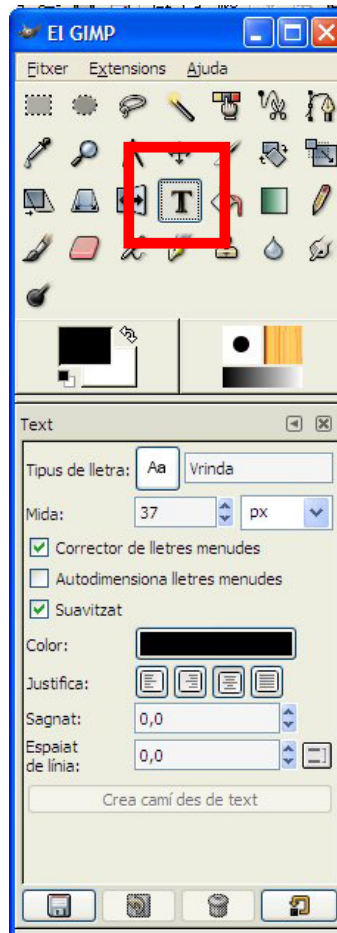 El GIMP
Fitxer Extensions Ajuda
T
Text
Tipus de lletra: Aa Vrinda
Mida: 37 px
Corrector de lletres menudes
Autodimensiona lletres menudes
Suavitzat
Color:
Justifica:
Sagnat: 0,0
Espaiat
de línia: 0,0
Crea camí des de text